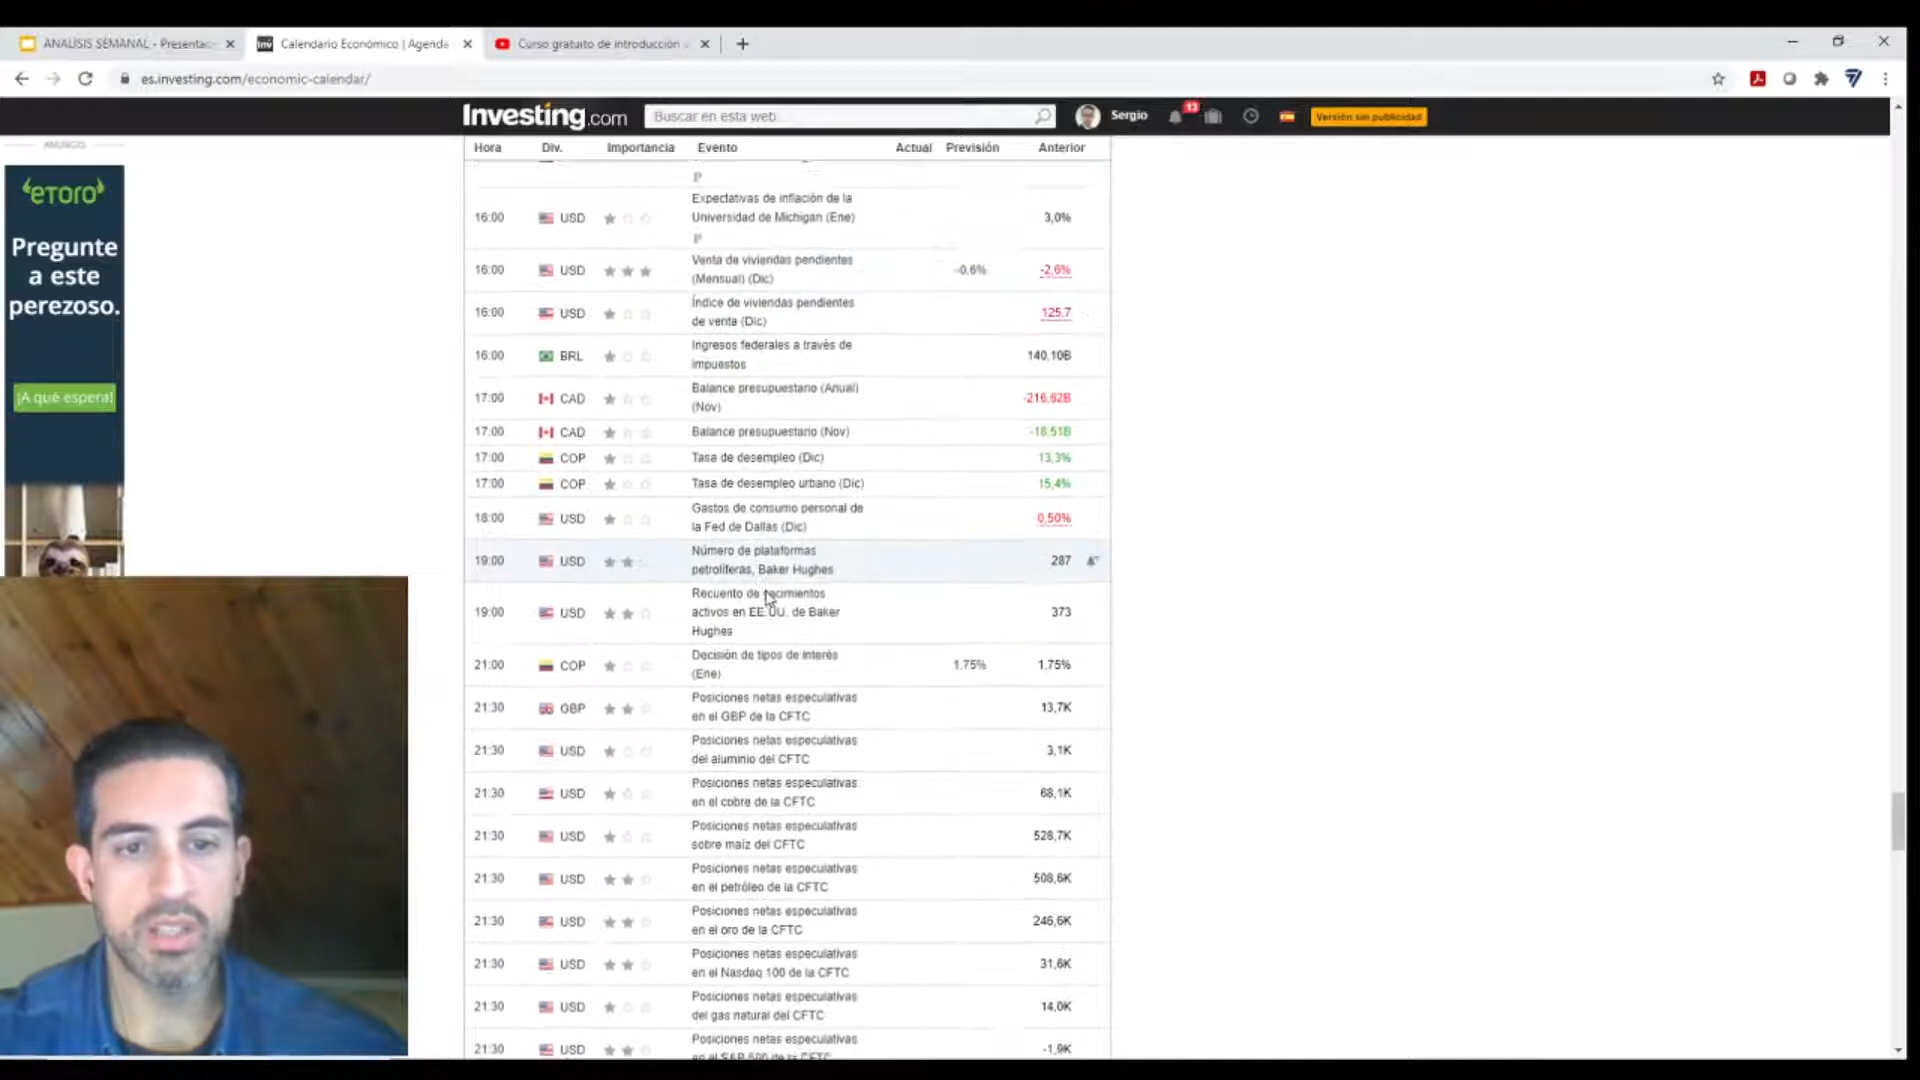 ANALISIS SEMANAL - Presentac
Calendario Económico | Agenda
Curso gratuito de introducción
es.investing.com/economic-calendar/
Investing.com
Buscar en esta web...
Sergio
13
Versión sin publicidad
ANUNCIO
eToro
Pregunte
a este
perezoso.
¡A qué espera!
Hora Div. Importancia Evento Actual Previsión Anterior
P
16:00 USD Expectativas de inflación de la
Universidad de Michigan (Ene) 3,0%
P
16:00 USD Venta de viviendas pendientes
(Mensual) (Dic) -0,6% -2,6%
16:00 USD Índice de viviendas pendientes
de venta (Dic) 125,7
16:00 BRL Ingresos federales a través de
impuestos 140,10B
17:00 CAD Balance presupuestario (Anual)
(Nov) -216,62B
17:00 CAD Balance presupuestario (Nov) -18,51B
17:00 COP Tasa de desempleo (Dic) 13,3%
17:00 COP Tasa de desempleo urbano (Dic) 15,4%
18:00 USD Gastos de consumo personal de
la Fed de Dallas (Dic) 0,50%
19:00 USD Número de plataformas
petrolíferas, Baker Hughes 287
19:00 USD Recuento de yacimientos
activos en EE.UU. de Baker
Hughes 373
21:00 COP Decisión de tipos de interés
(Ene) 1,75% 1,75%
21:30 GBP Posiciones netas especulativas
en el GBP de la CFTC 13,7K
21:30 USD Posiciones netas especulativas
del aluminio del CFTC 3,1K
21:30 USD Posiciones netas especulativas
en el cobre de la CFTC 68,1K
21:30 USD Posiciones netas especulativas
sobre maíz del CFTC 528,7K
21:30 USD Posiciones netas especulativas
en el petróleo de la CFTC 508,6K
21:30 USD Posiciones netas especulativas
en el oro de la CFTC 246,6K
21:30 USD Posiciones netas especulativas
en el Nasdaq 100 de la CFTC 31,6K
21:30 USD Posiciones netas especulativas
del gas natural del CFTC 14,0K
21:30 USD Posiciones netas especulativas
en el S&P 500 de la CFTC -1,9K